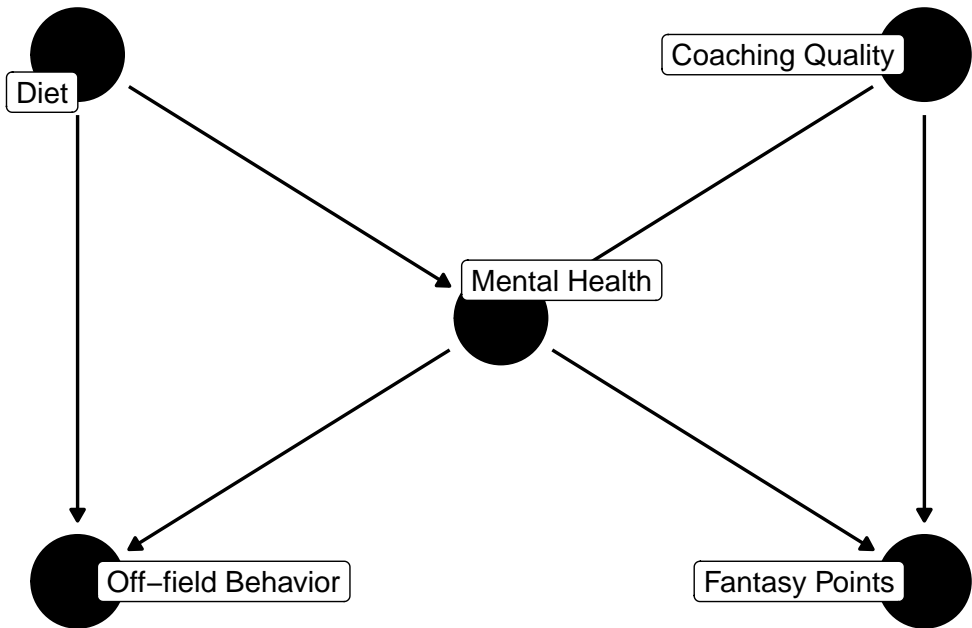 Coaching Quality
Diet
Mental Health
Off−field Behavior
Fantasy Points